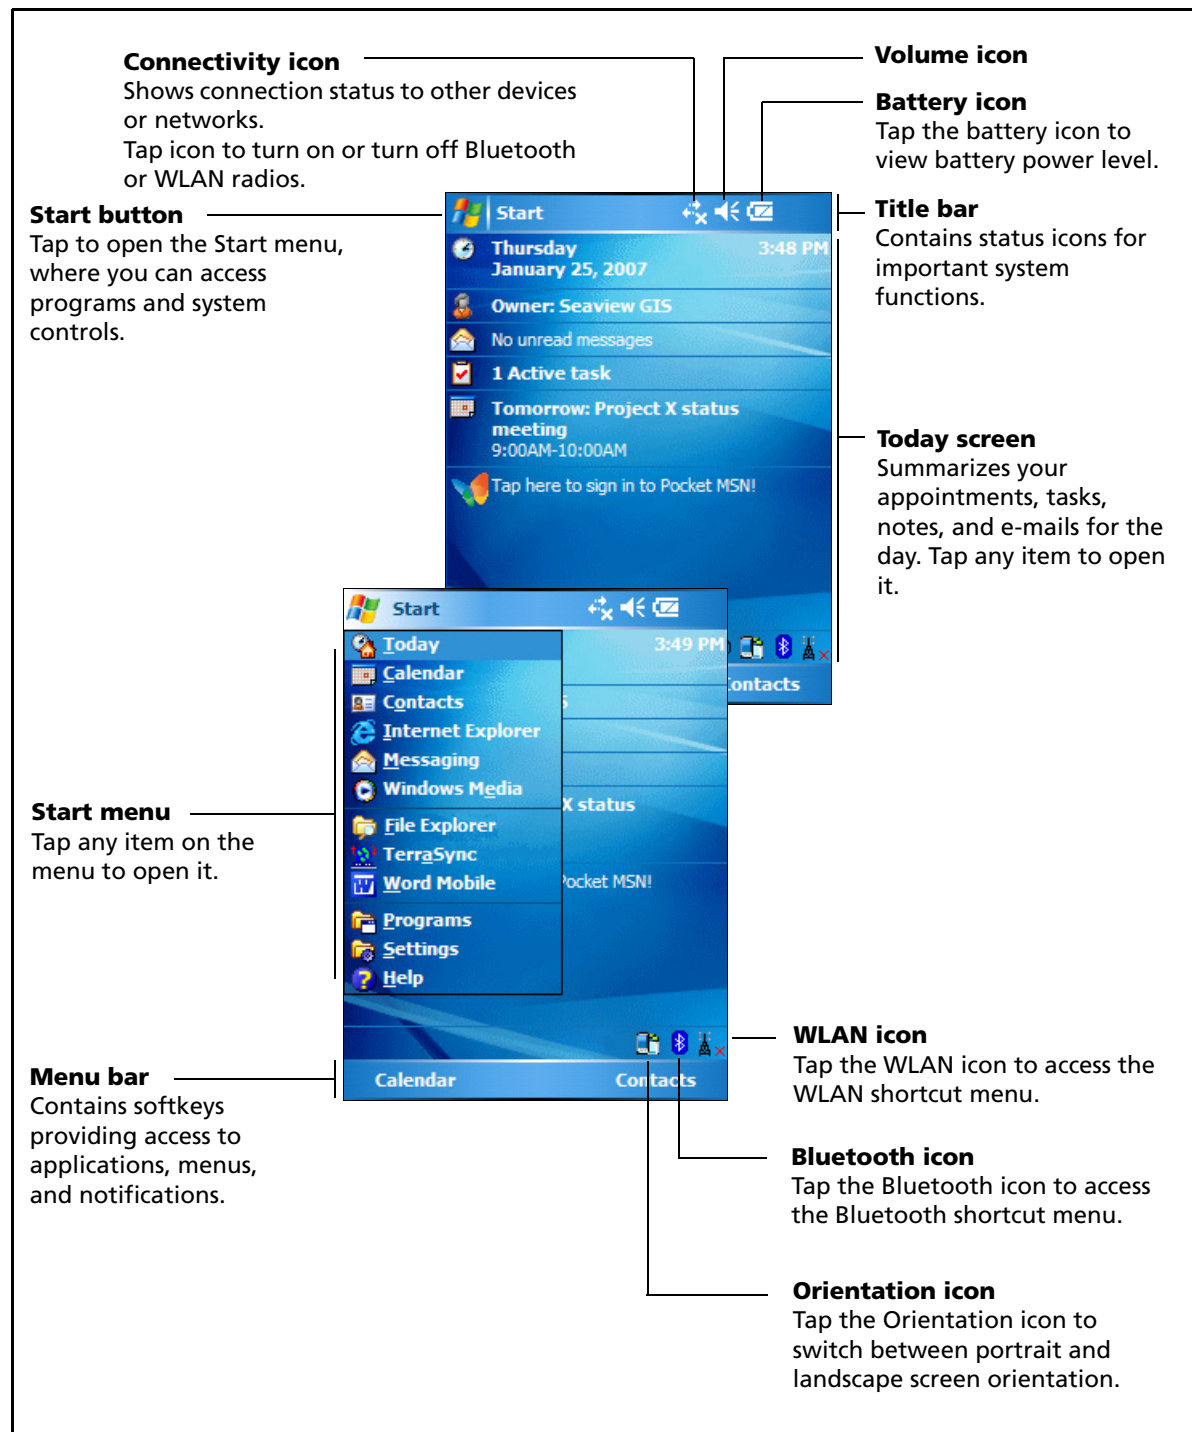 Connectivity icon
Shows connection status to other devices
or networks.
Tap icon to turn on or turn off Bluetooth
or WLAN radios.
Volume icon
Battery icon
Tap the battery icon to
view battery power level.
Start button
Tap to open the Start menu,
where you can access
programs and system
controls.
Title bar
Contains status icons for
important system
functions.
Start
Thursday 3:48 PM
January 25, 2007
Owner: Seaview GIS
No unread messages
1 Active task
Tomorrow: Project X status
meeting
9:00AM-10:00AM
Tap here to sign in to Pocket MSN!
Today screen
Summarizes your
appointments, tasks,
notes, and e-mails for the
day. Tap any item to open
it.
ontacts
Start
3:49 PM
Today
Calendar
Contacts
Internet Explorer
Messaging
Windows Media
File Explorer
TerraSync
Word Mobile
Programs
Settings
Help
X status
Pocket MSN!
Calendar Contacts
Start menu
Tap any item on the
menu to open it.
Menu bar
Contains softkeys
providing access to
applications, menus,
and notifications.
WLAN icon
Tap the WLAN icon to access the
WLAN shortcut menu.
Bluetooth icon
Tap the Bluetooth icon to access
the Bluetooth shortcut menu.
Orientation icon
Tap the Orientation icon to
switch between portrait and
landscape screen orientation.